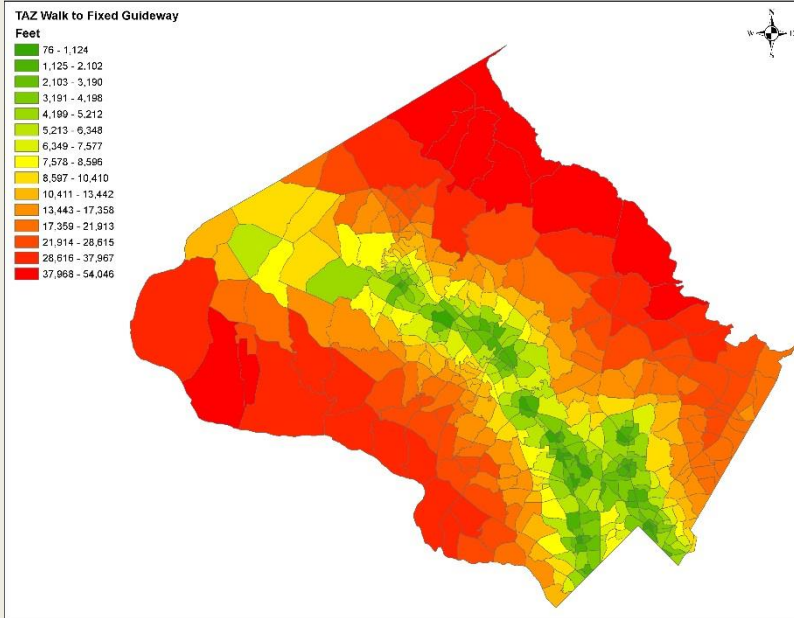 TAZ Walk to Fixed Guideway
Feet
76 - 1,124
1,125 - 2,102
2,103 - 3,190
3,191 - 4,198
4,199 - 5,212
5,213 - 6,348
6,349 - 7,577
7,578 - 8,596
8,597 - 10,410
10,411 - 13,442
13,443 - 17,358
17,359 - 21,913
21,914 - 28,615
28,616 - 37,967
37,968 - 54,046
N
W
E
S